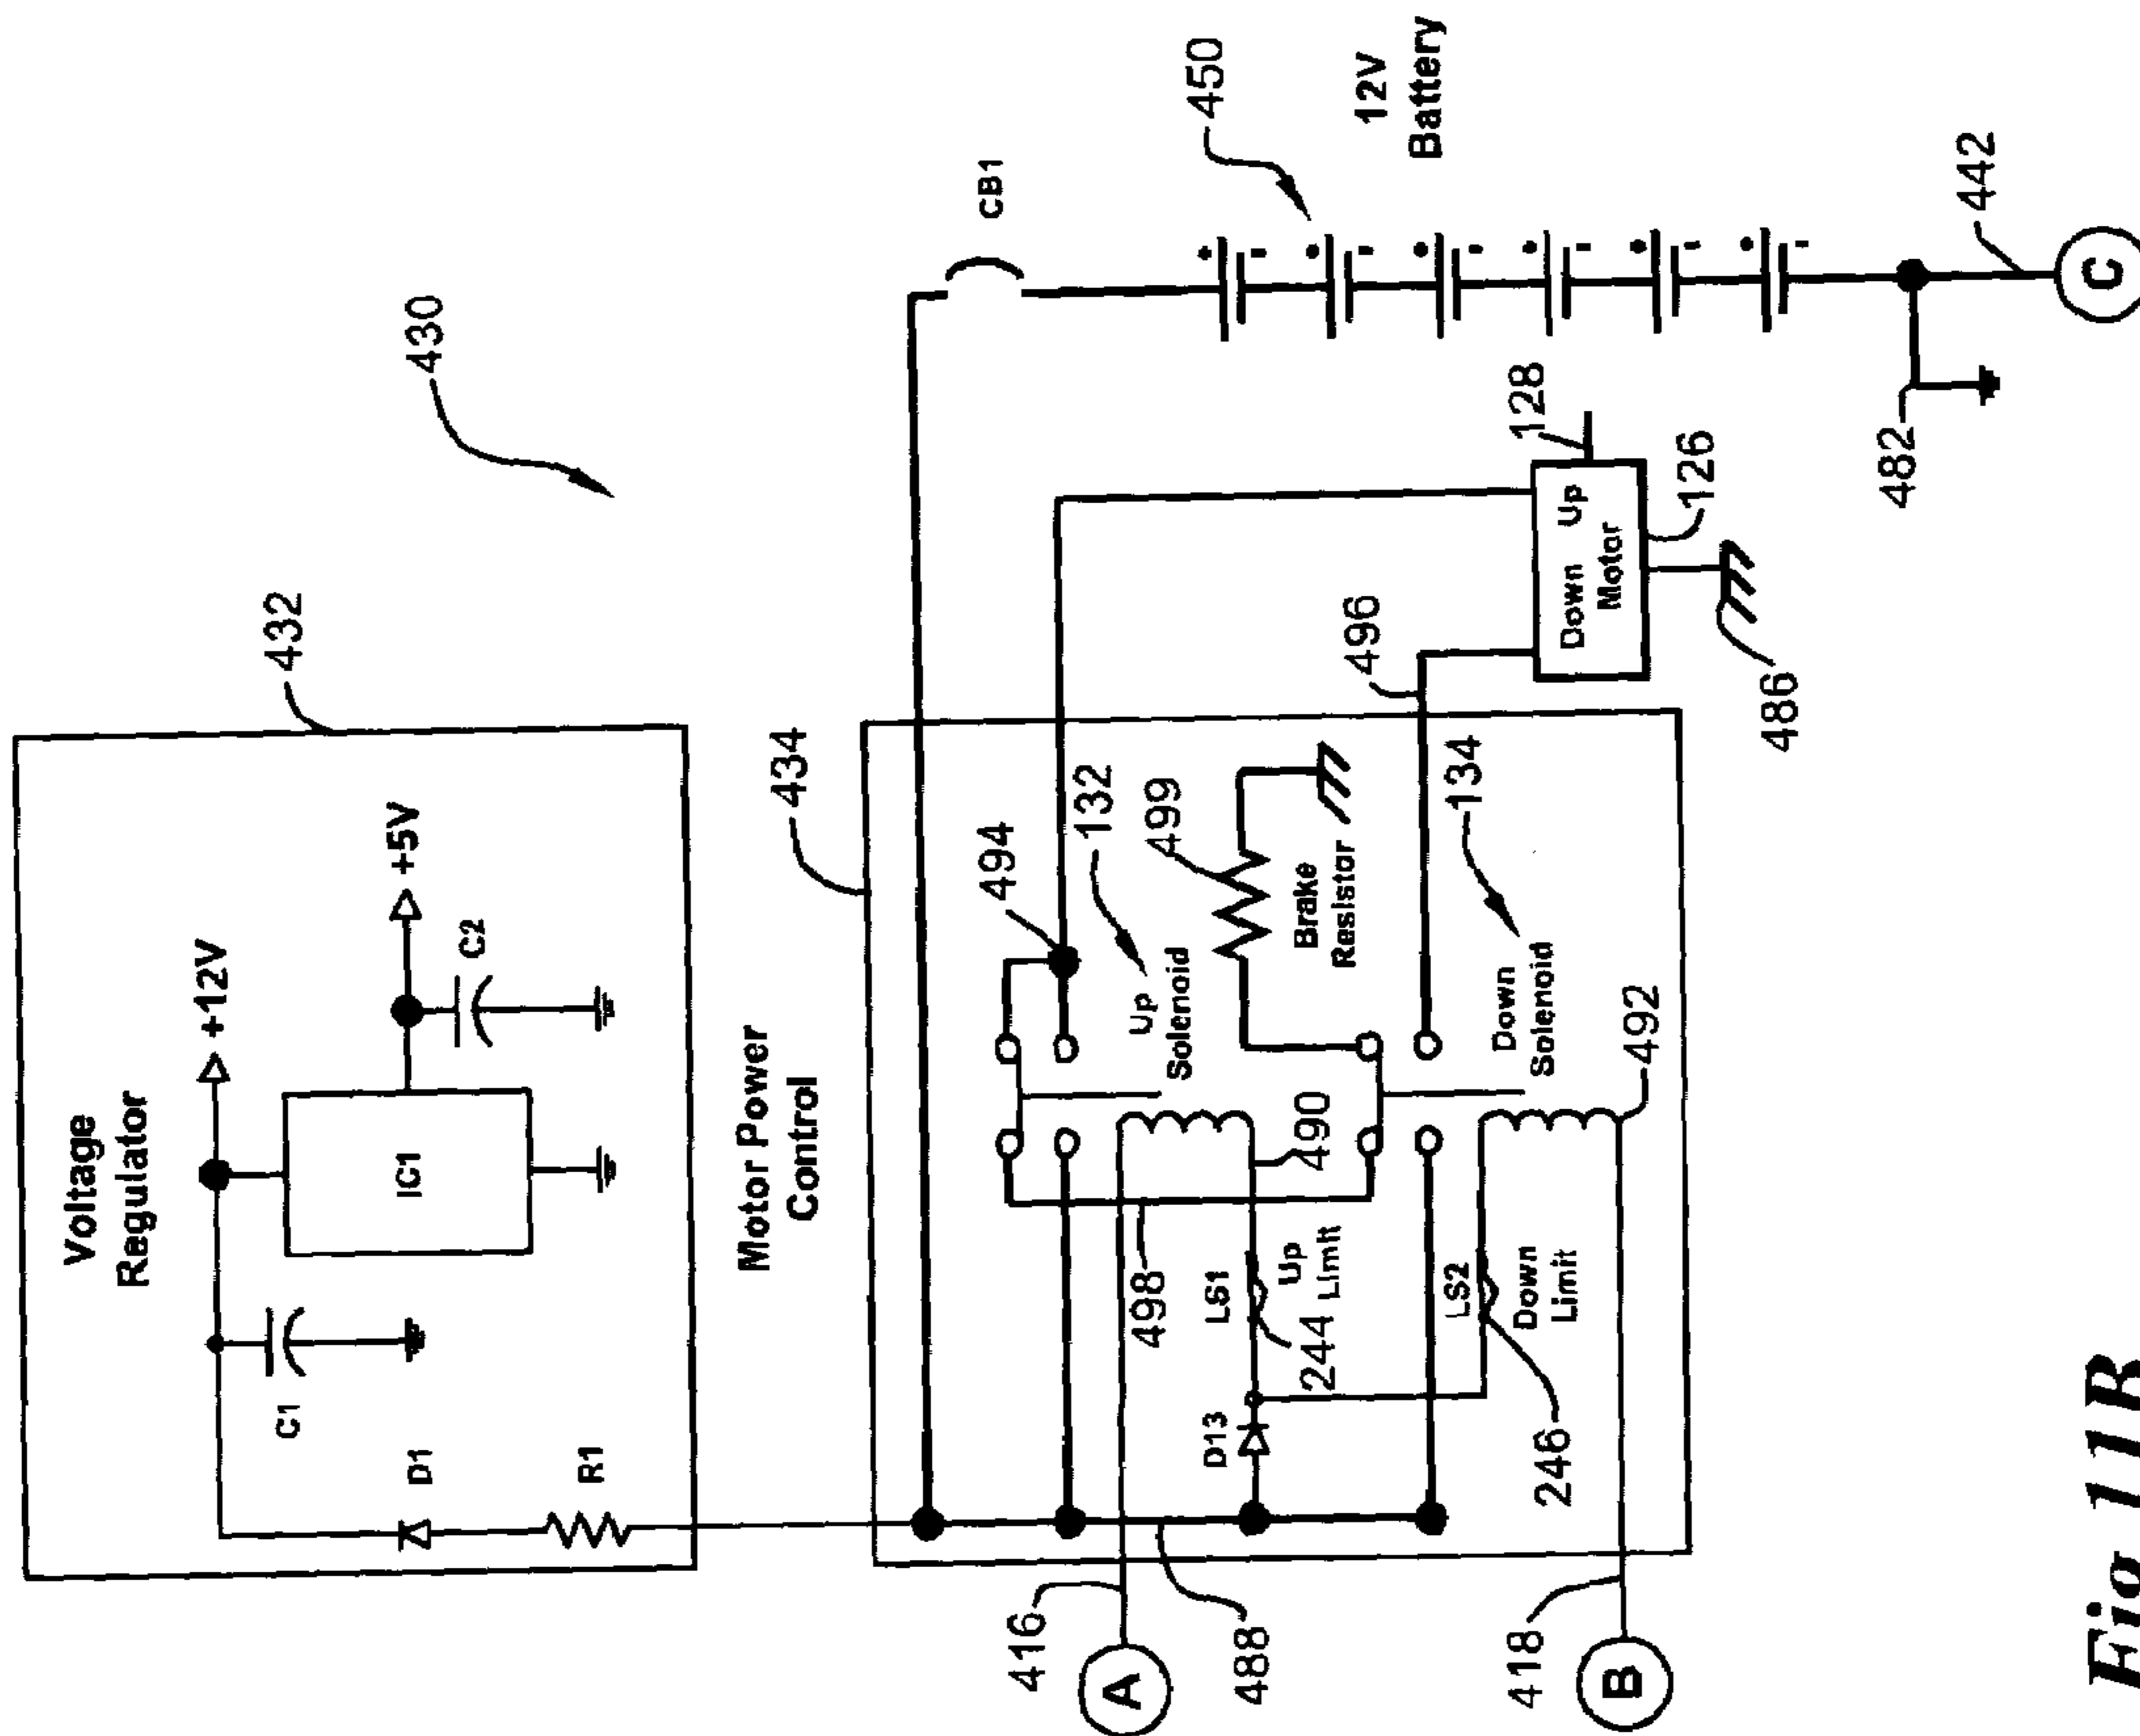 Voltage
Regulator
432
+12V
+5V
C1
IC1
C2
D1
R1
430
Motor Power
Control
434
CB1
450
12V
Battery
416
A
488
494
132
Up
Solenoid
499
Brake
Resistor
498
LS1
490
Up
Limit
244
D13
496
128
Down Up
Motor
126
486
LS2
Down
Limit
246
134
Down
Solenoid
492
418
B
482
442
C
Fig 11B